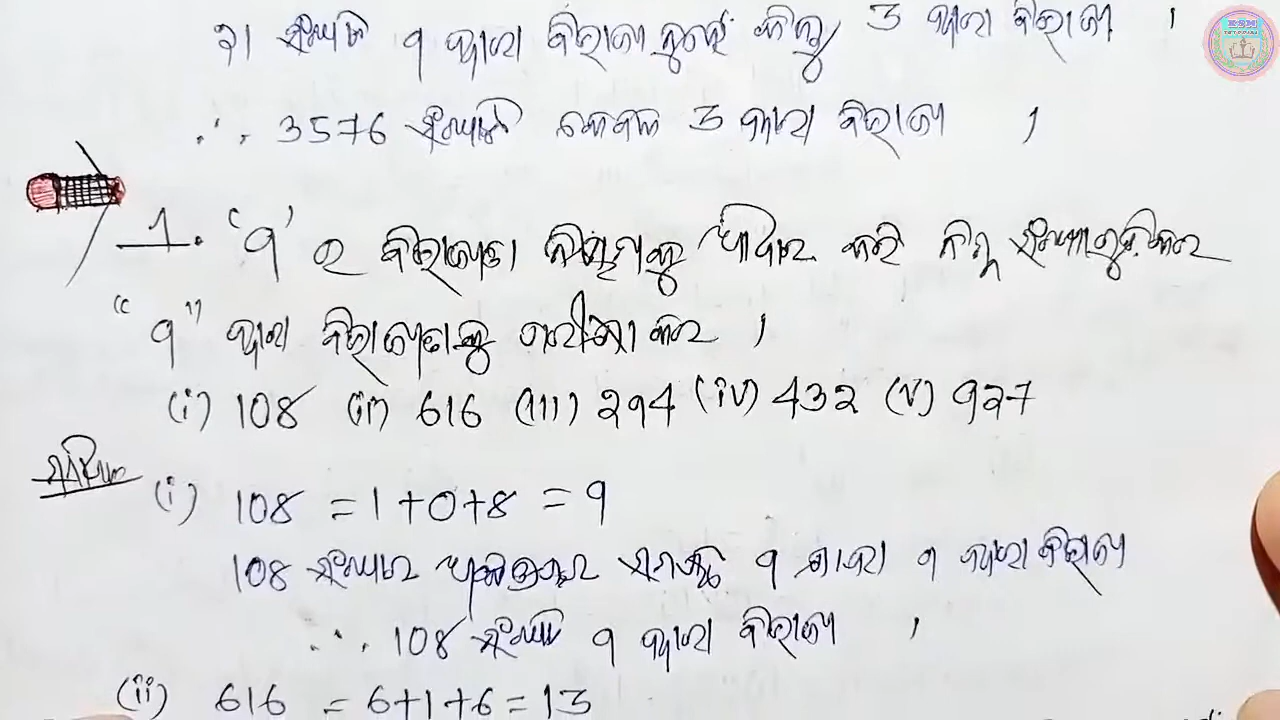 ୨। ସଂଖ୍ୟାଟି 9 ଦ୍ୱାରା ବିଭାଜ୍ୟ ନୁହେଁ କିନ୍ତୁ 3 ଦ୍ୱାରା ବିଭାଜ୍ୟ ।
∴ 3576 ସଂଖ୍ୟାଟି କେବଳ 3 ଦ୍ୱାରା ବିଭାଜ୍ୟ ।
1. '9' ର ବିଭାଜ୍ୟତା ନିୟମକୁ ପ୍ରୟୋଗ କରି ନିମ୍ନ ସଂଖ୍ୟାଗୁଡ଼ିକର
"9" ଦ୍ୱାରା ବିଭାଜ୍ୟତାକୁ ପରୀକ୍ଷା କର ।
(i) 108 (ii) 616 (iii) 294 (iv) 432 (v) 927
ସମାଧାନ
(i) 108 = 1+0+8 = 9
108 ସଂଖ୍ୟାର ଅଙ୍କଗୁଡ଼ିକର ସମଷ୍ଟି 9 ଯାହା 9 ଦ୍ୱାରା ବିଭାଜ୍ୟ
∴ 108 ସଂଖ୍ୟାଟି 9 ଦ୍ୱାରା ବିଭାଜ୍ୟ ।
(ii) 616 = 6+1+6 = 13